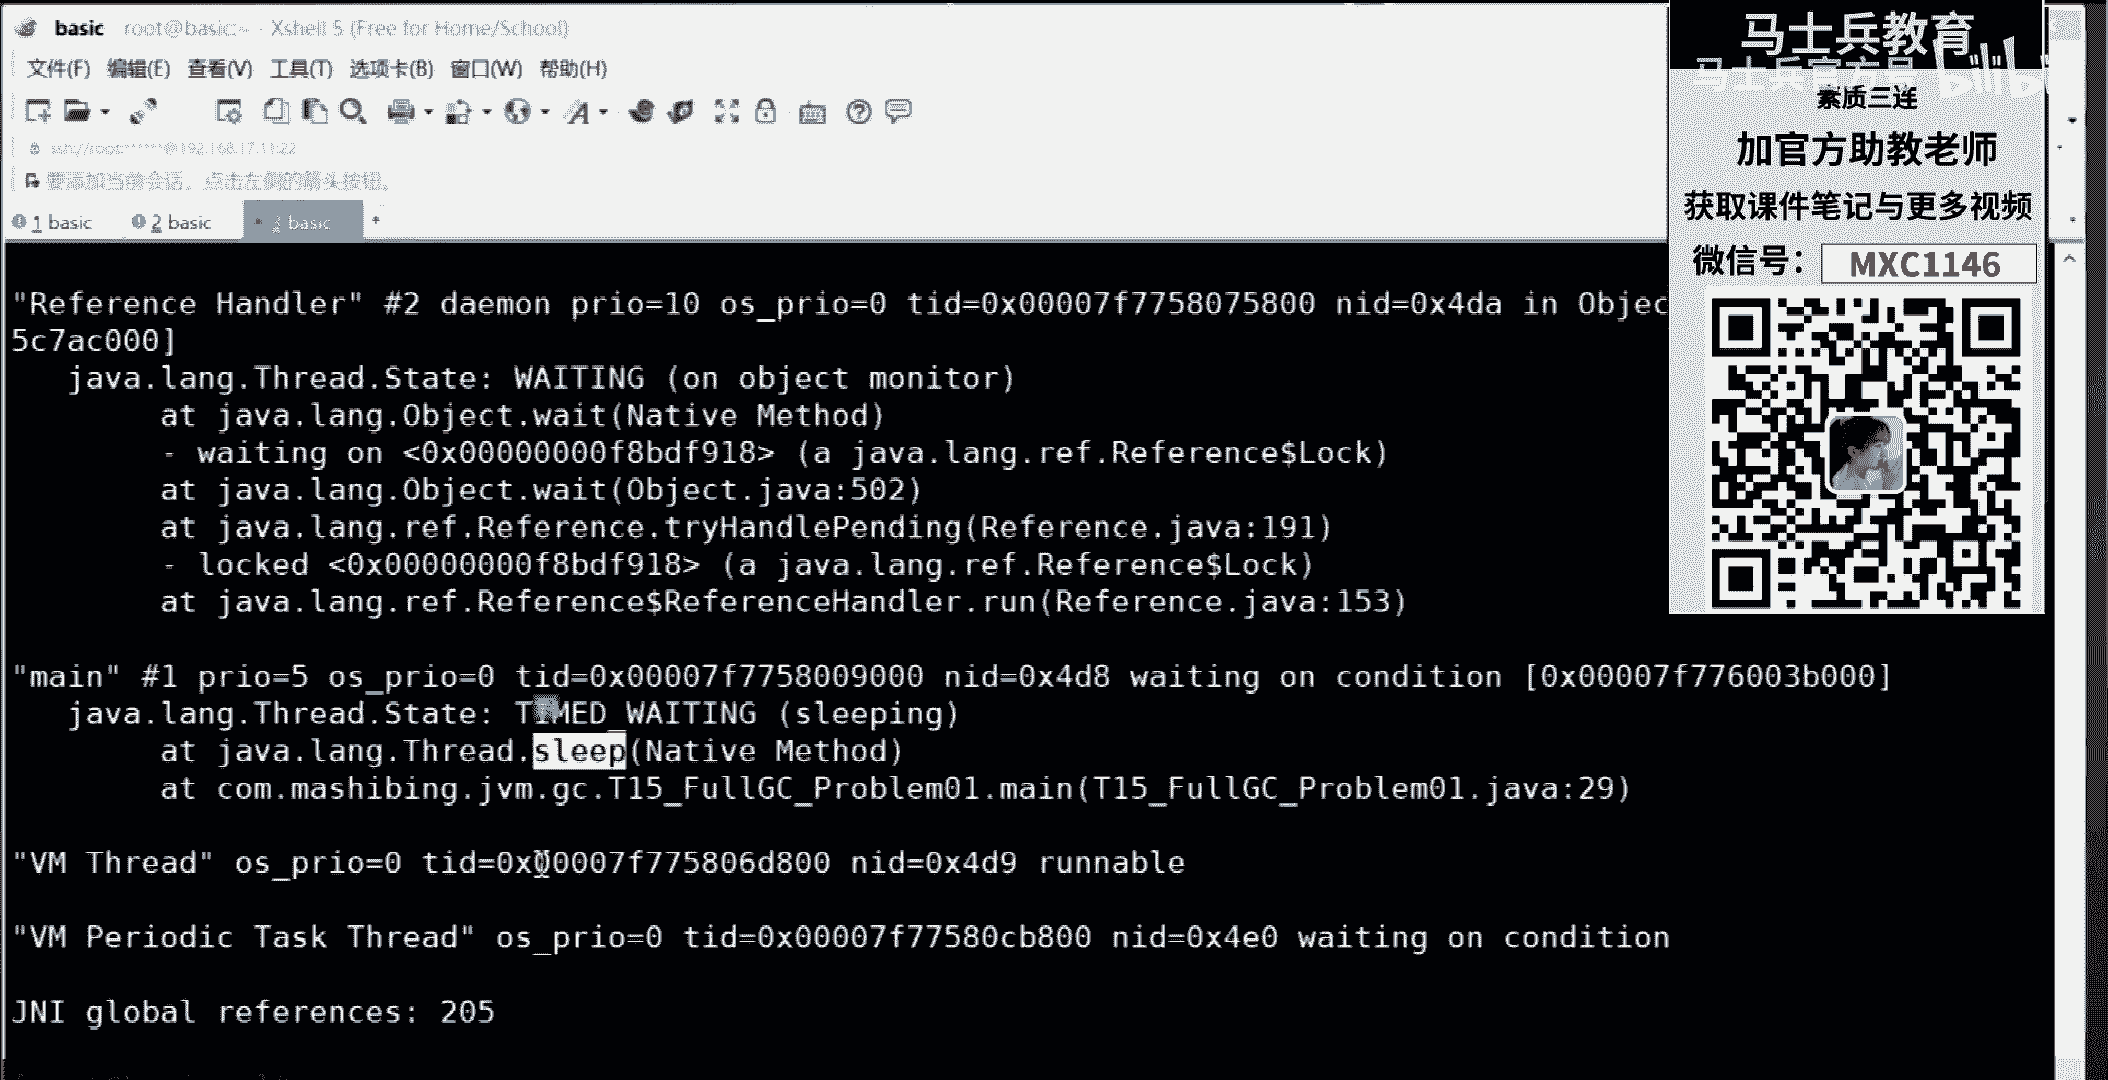 basic root@basic:~ - Xshell 5 (Free for Home/School)
文件(F) 编辑(E) 查看(V) 工具(T) 选项卡(B) 窗口(W) 帮助(H)
ssh://root:******@192.168.17.11:22
要添加当前会话，点击左侧的箭头按钮。
1 basic 2 basic 3 basic +
"Reference Handler" #2 daemon prio=10 os_prio=0 tid=0x00007f7758075800 nid=0x4da in Objec
5c7ac000]
java.lang.Thread.State: WAITING (on object monitor)
at java.lang.Object.wait(Native Method)
- waiting on <0x00000000f8bdf918> (a java.lang.ref.Reference$Lock)
at java.lang.Object.wait(Object.java:502)
at java.lang.ref.Reference.tryHandlePending(Reference.java:191)
- locked <0x00000000f8bdf918> (a java.lang.ref.Reference$Lock)
at java.lang.ref.Reference$ReferenceHandler.run(Reference.java:153)
"main" #1 prio=5 os_prio=0 tid=0x00007f7758009000 nid=0x4d8 waiting on condition [0x00007f776003b000]
java.lang.Thread.State: TIMED_WAITING (sleeping)
at java.lang.Thread.sleep(Native Method)
at com.mashibing.jvm.gc.T15_FullGC_Problem01.main(T15_FullGC_Problem01.java:29)
"VM Thread" os_prio=0 tid=0x00007f775806d800 nid=0x4d9 runnable
"VM Periodic Task Thread" os_prio=0 tid=0x00007f77580cb800 nid=0x4e0 waiting on condition
JNI global references: 205
马士兵教育
马士兵官方号 bilibili
素质三连
加官方助教老师
获取课件笔记与更多视频
微信号： MXC1146